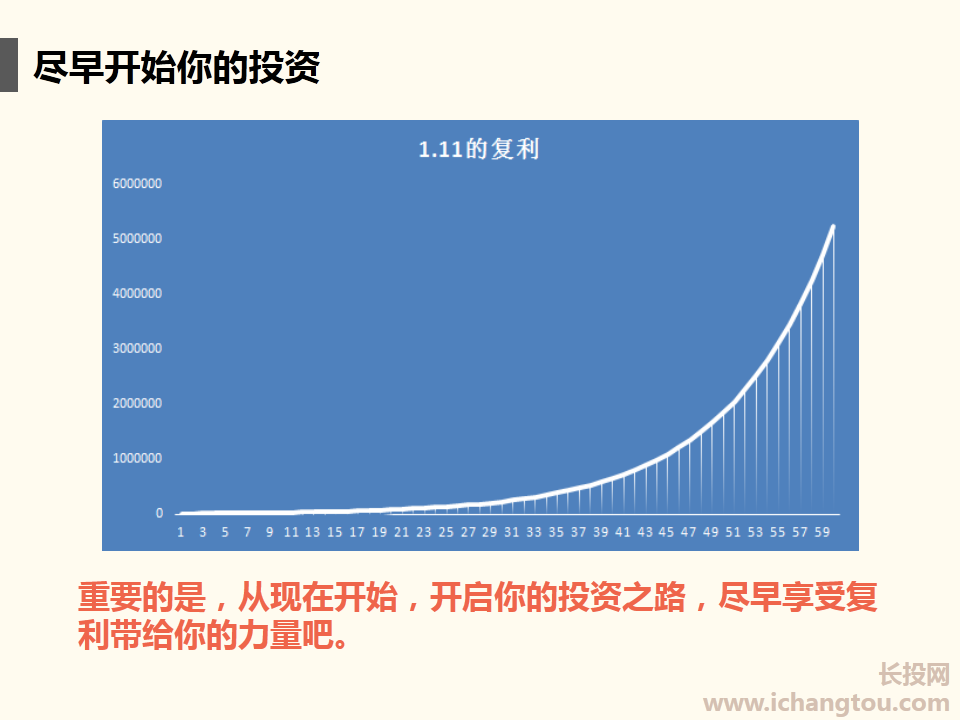 尽早开始你的投资
1.11的复利
6000000
5000000
4000000
3000000
2000000
1000000
0
1 3 5 7 9 11 13 15 17 19 21 23 25 27 29 31 33 35 37 39 41 43 45 47 49 51 53 55 57 59
重要的是，从现在开始，开启你的投资之路，尽早享受复
利带给你的力量吧。
长投网
www.ichangtou.com